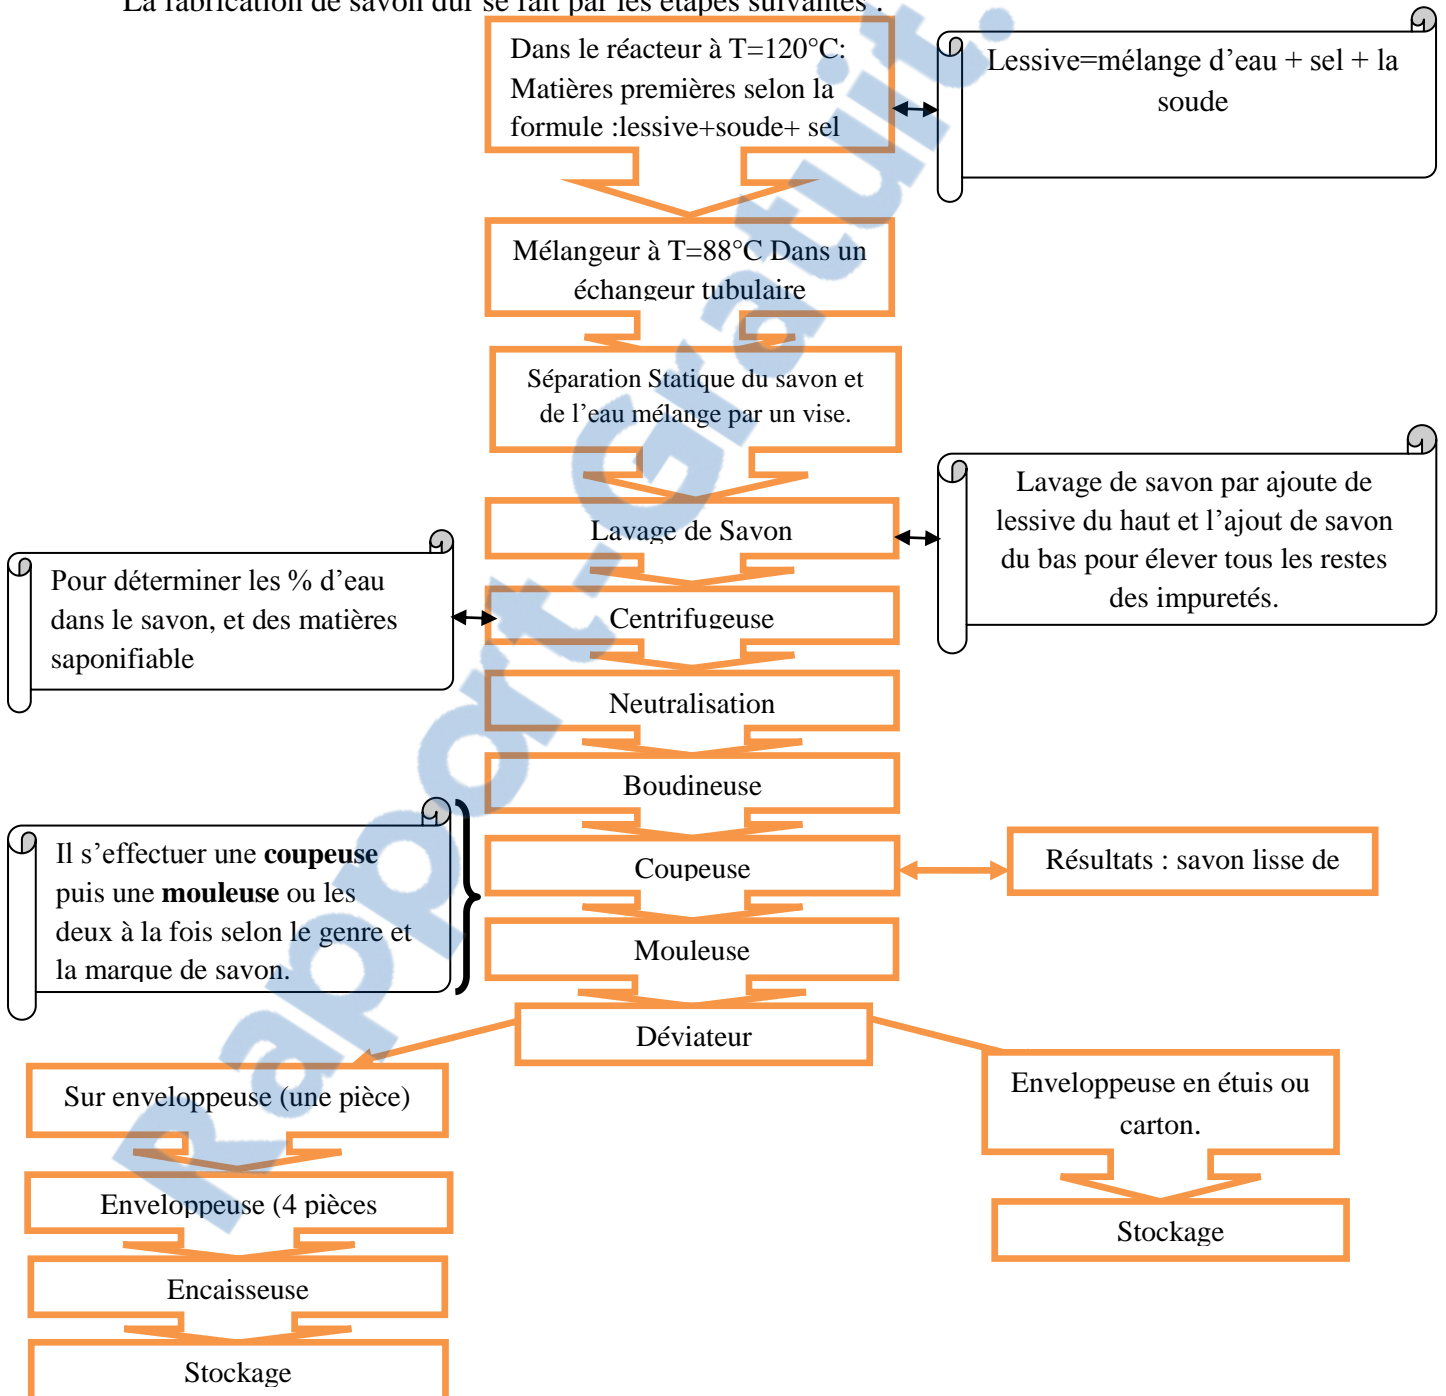 La fabrication de savon dur se fait par les étapes suivantes :
Dans le réacteur à T=120°C:
Matières premières selon la
formule :lessive+soude+ sel
Lessive=mélange d’eau + sel + la
soude
Mélangeur à T=88°C Dans un
échangeur tubulaire
Séparation Statique du savon et
de l’eau mélange par un vise.
Lavage de Savon
Lavage de savon par ajoute de
lessive du haut et l’ajout de savon
du bas pour élever tous les restes
des impuretés.
Pour déterminer les % d’eau
dans le savon, et des matières
saponifiable
Centrifugeuse
Neutralisation
Boudineuse
Il s’effectuer une coupeuse
puis une mouleuse ou les
deux à la fois selon le genre et
la marque de savon.
Coupeuse
Résultats : savon lisse de
Mouleuse
Déviateur
Sur enveloppeuse (une pièce)
Enveloppeuse (4 pièces
Encaisseuse
Stockage
Enveloppeuse en étuis ou
carton.
Stockage
Rapport-Gratuit.